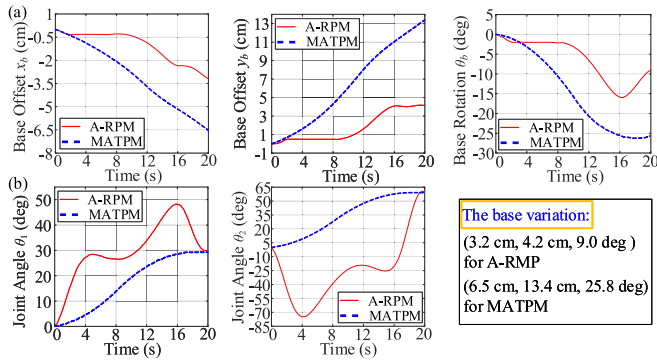 (a)
Base Offset x_b (cm)
1
-0.5
-2
-3.5
-5
-6.5
-8
A-RPM
MATPM
0 4 8 12 16 20
Time (s)
Base Offset y_b (cm)
15
13
11
9
7
5
3
1
-1
A-RPM
MATPM
0 4 8 12 16 20
Time (s)
Base Rotation θ_b (deg)
5
0
-5
-10
-15
-20
-25
-30
A-RPM
MATPM
0 4 8 12 16 20
Time (s)
(b)
Joint Angle θ₁ (deg)
50
40
30
20
10
0
A-RPM
MATPM
0 4 8 12 16 20
Time (s)
Joint Angle θ₂ (deg)
65
50
35
20
5
-10
-25
-40
-55
-70
-85
A-RPM
MATPM
0 4 8 12 16 20
Time (s)
The base variation:
(3.2 cm, 4.2 cm, 9.0 deg )
for A-RMP
(6.5 cm, 13.4 cm, 25.8 deg)
for MATPM